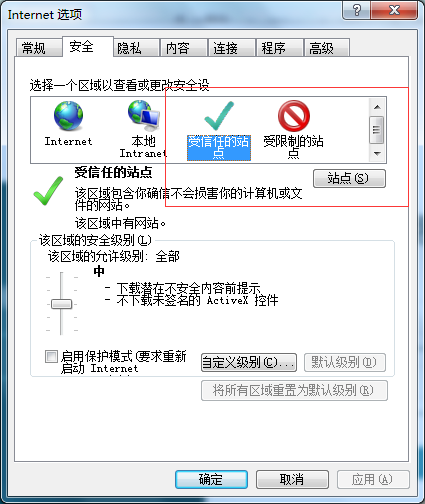 Internet 选项
常规 安全 隐私 内容 连接 程序 高级
选择一个区域以查看或更改安全设
Internet
本地
Intranet
受信任的站
点
受限制的站
点
受信任的站点
站点(S)
该区域包含你确信不会损害你的计算机或文
件的网站。
该区域中有网站。
该区域的安全级别(L)
该区域的允许级别: 全部
中
- 下载潜在不安全内容前提示
- 不下载未签名的 ActiveX 控件
启用保护模式(要求重新
启动 Internet
自定义级别(C)...
默认级别(D)
将所有区域重置为默认级别(R)
确定 取消 应用(A)